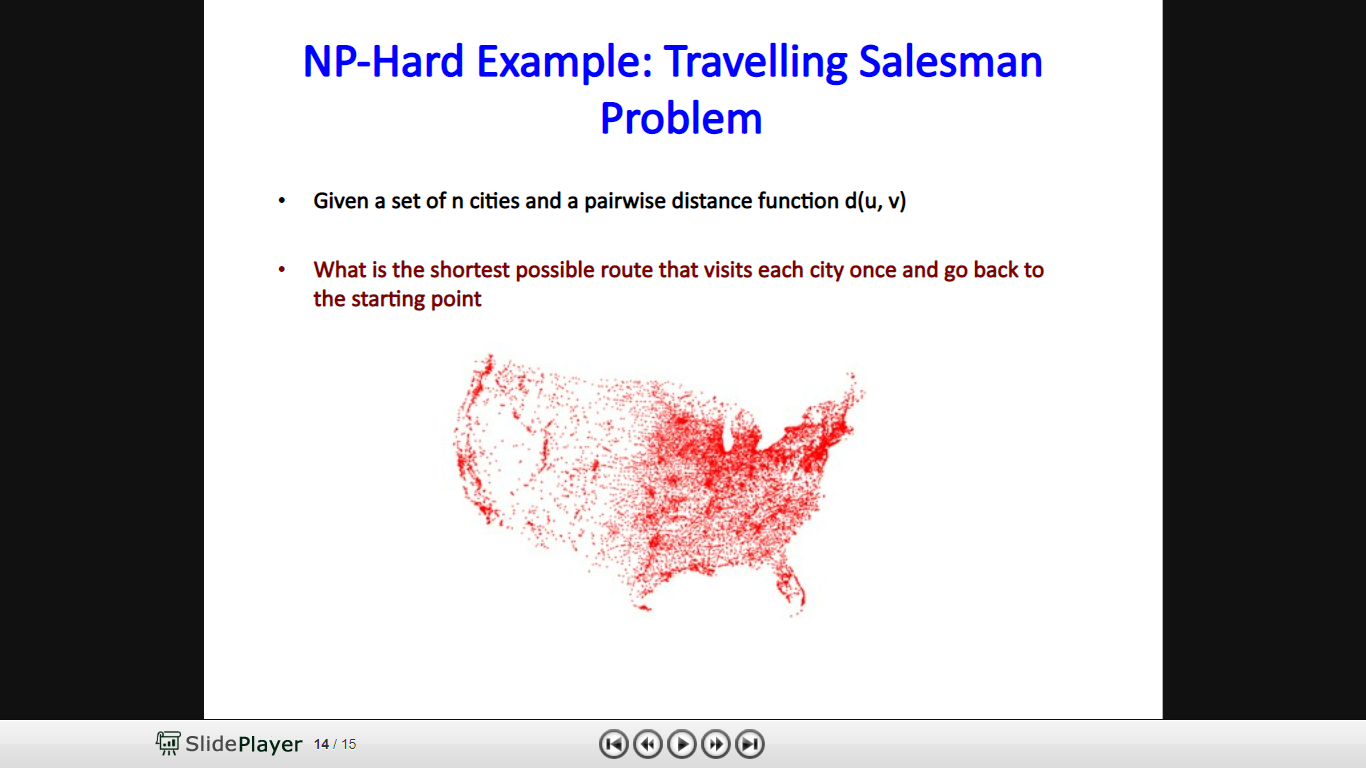 NP-Hard Example: Travelling Salesman
Problem
• Given a set of n cities and a pairwise distance function d(u, v)
• What is the shortest possible route that visits each city once and go back to
the starting point
SlidePlayer 14 / 15